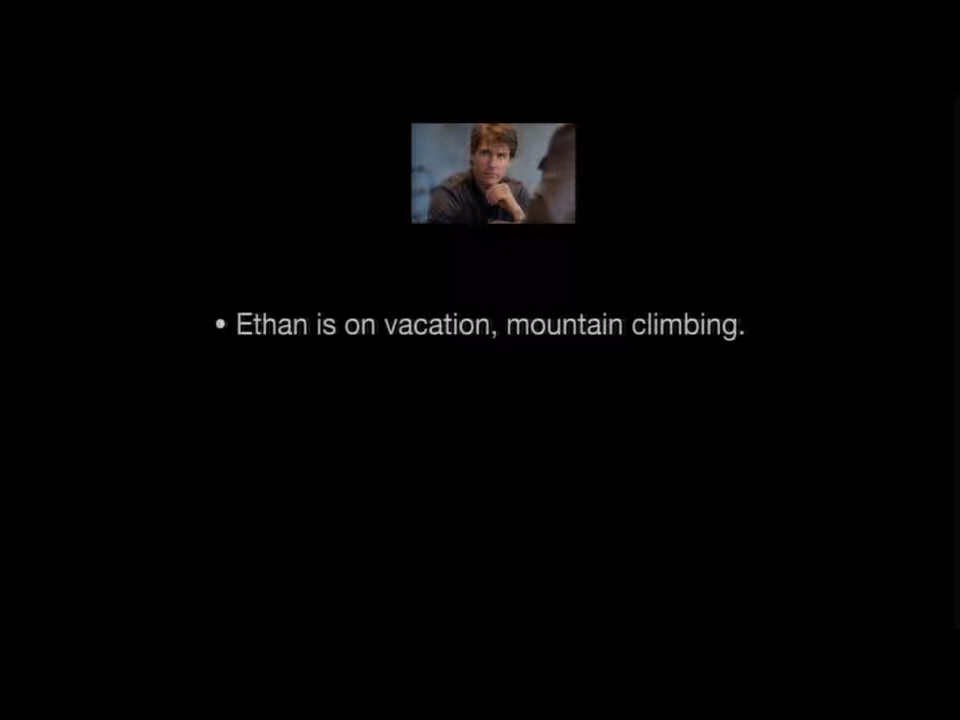 • Ethan is on vacation, mountain climbing.